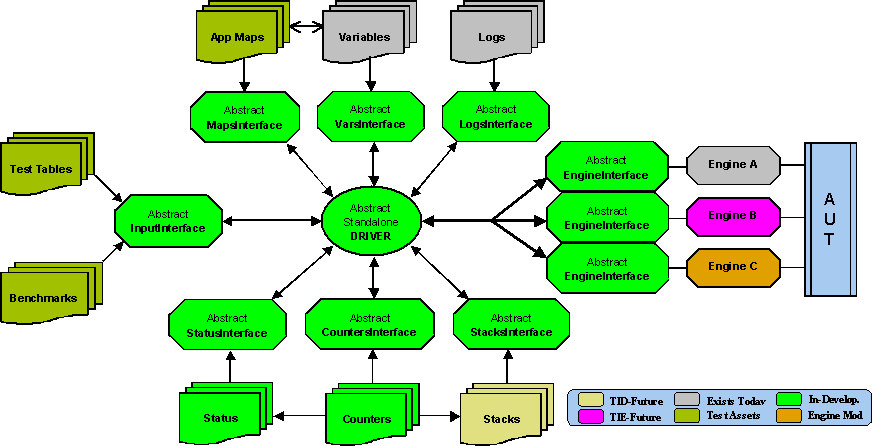 App Maps
Variables
Logs
Abstract
MapsInterface
Abstract
VarsInterface
Abstract
LogsInterface
Test Tables
Abstract
InputInterface
Benchmarks
Abstract
Standalone
DRIVER
Abstract
EngineInterface
Engine A
Abstract
EngineInterface
Engine B
Abstract
EngineInterface
Engine C
A
U
T
Abstract
StatusInterface
Abstract
CountersInterface
Abstract
StacksInterface
Status
Counters
Stacks
TID-Future
Exists Today
In-Develop.
TIE-Future
Test Assets
Engine Mod